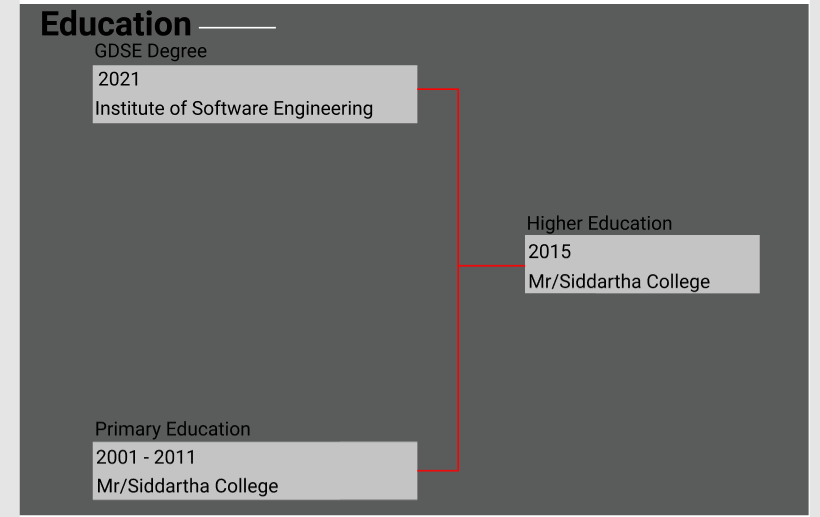 Education
GDSE Degree
2021
Institute of Software Engineering
Higher Education
2015
Mr/Siddartha College
Primary Education
2001 - 2011
Mr/Siddartha College